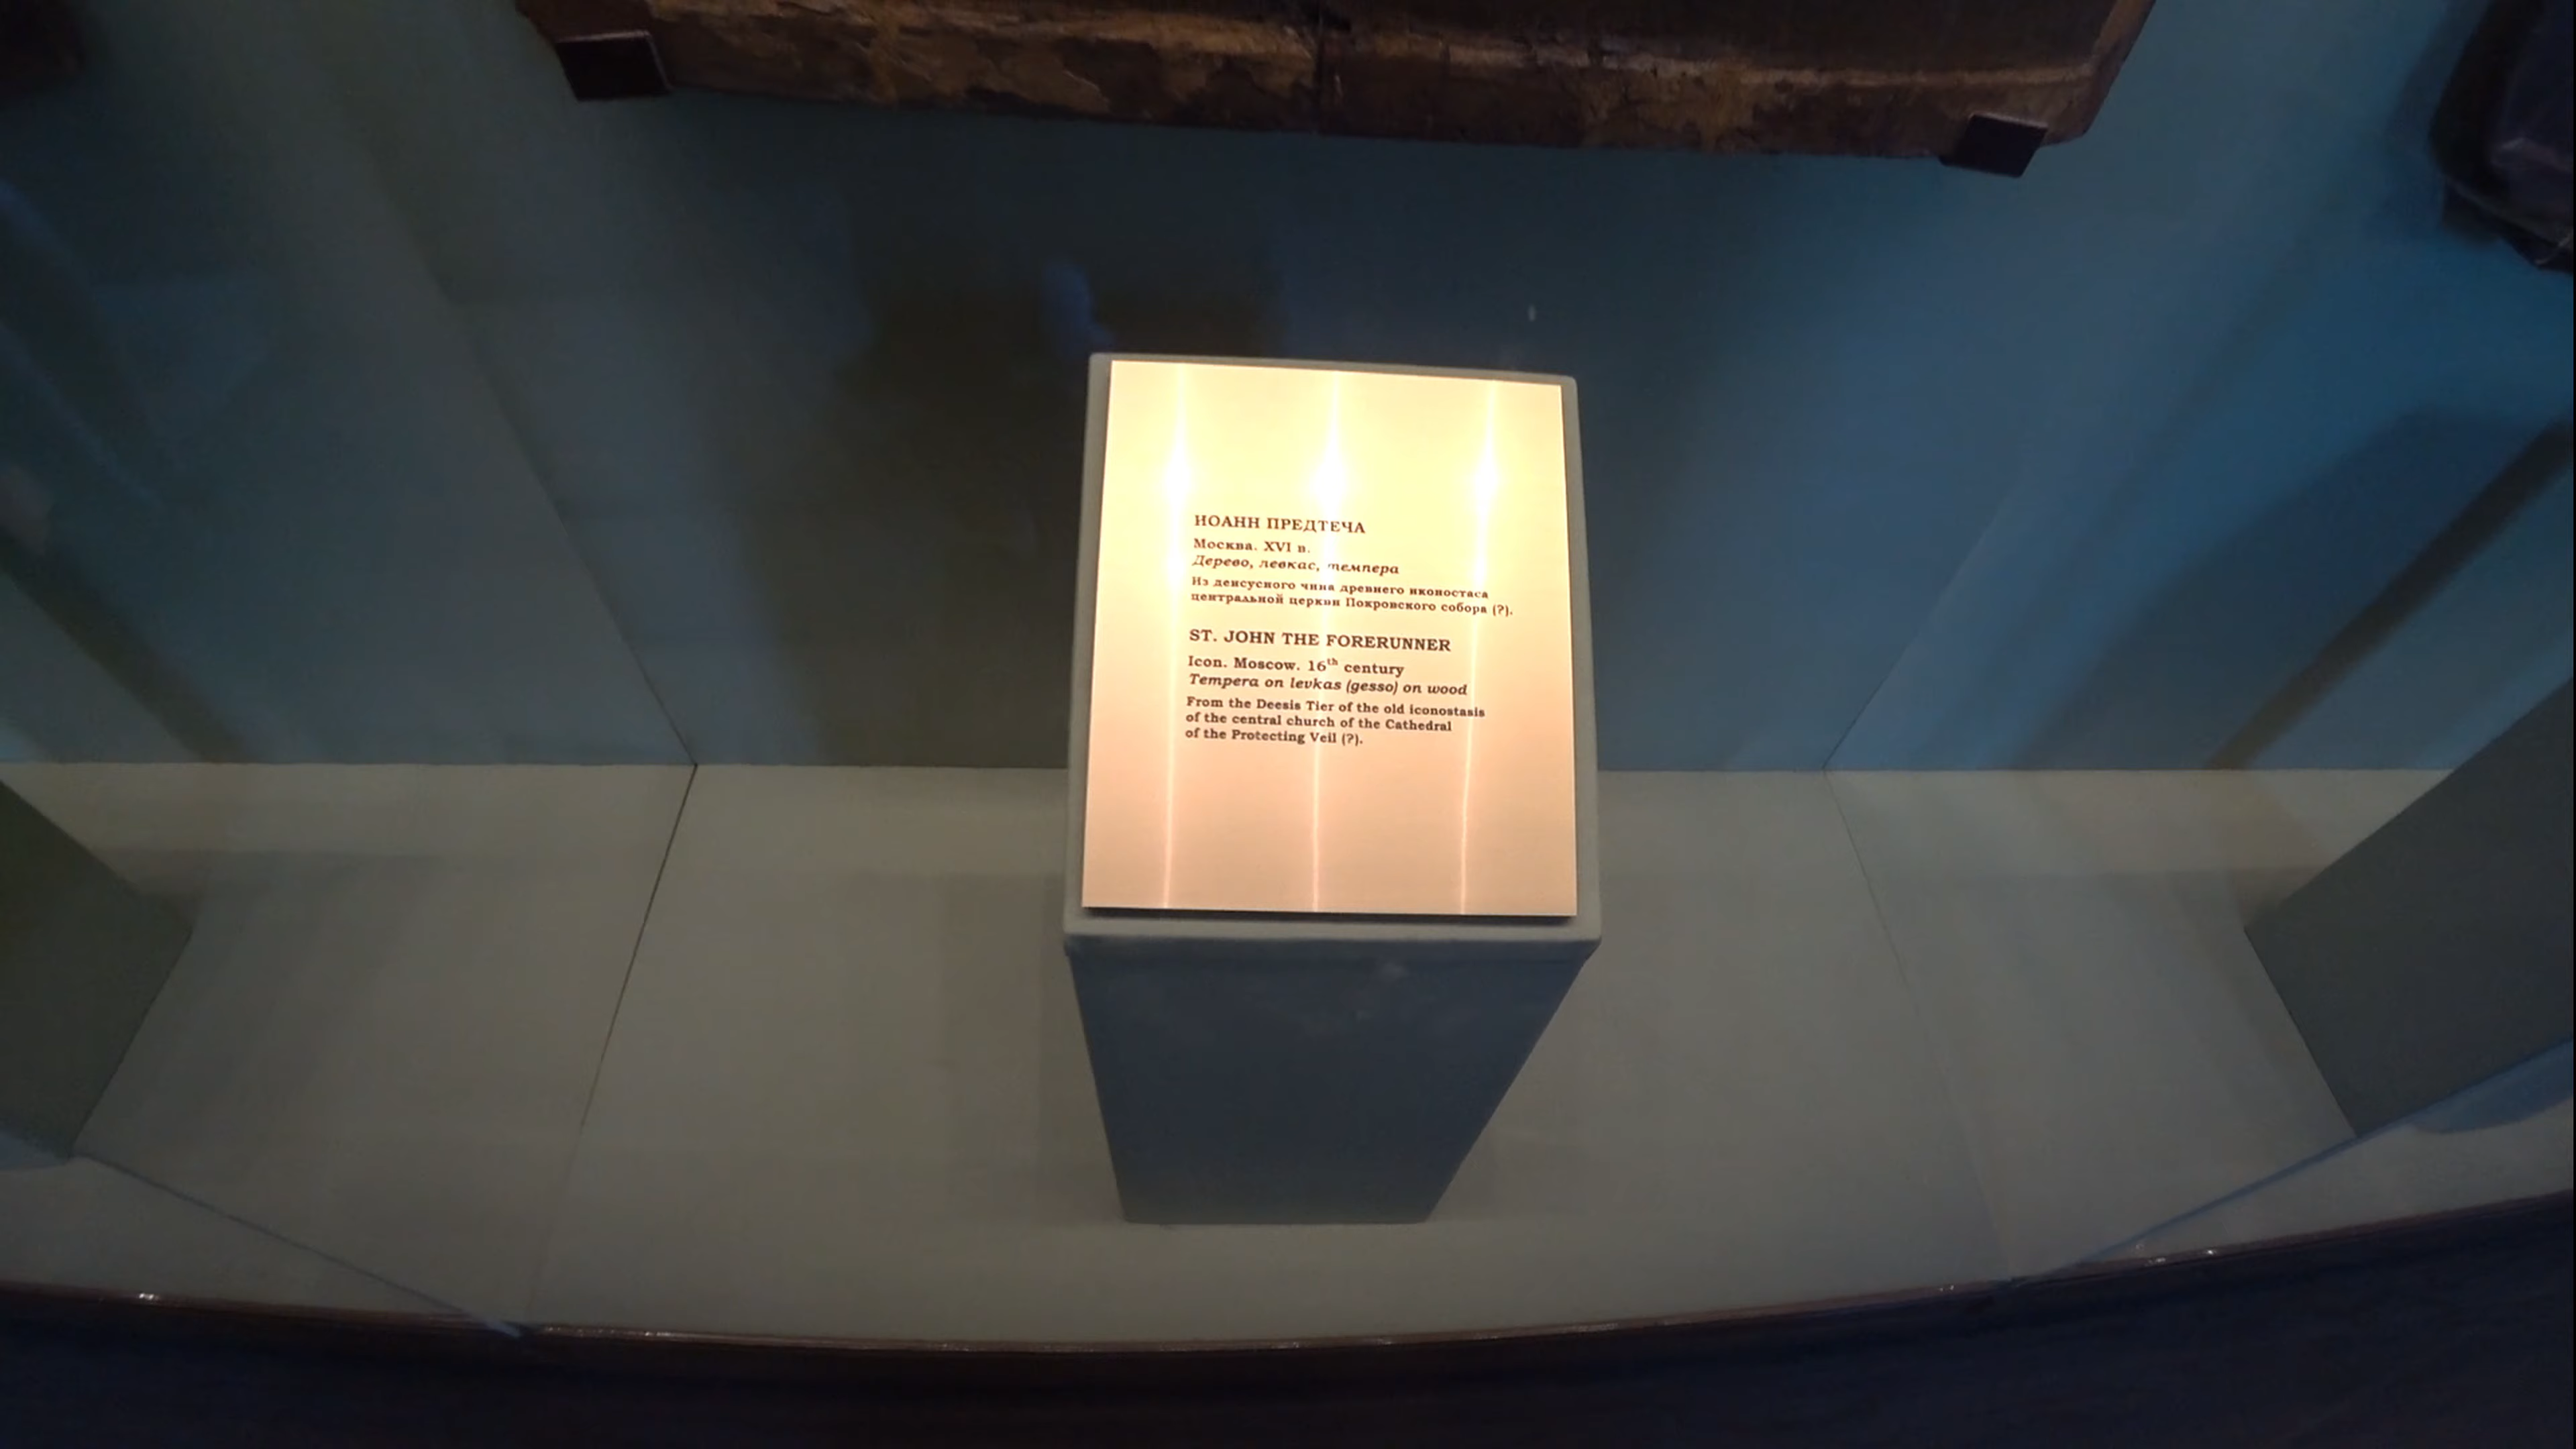 ИОАНН ПРЕДТЕЧА
Москва. XVI в.
Дерево, левкас, темпера
Из деисусного чина древнего иконостаса
центральной церкви Покровского собора (?).
ST. JOHN THE FORERUNNER
Icon. Moscow. 16th century
Tempera on levkas (gesso) on wood
From the Deesis Tier of the old iconostasis
of the central church of the Cathedral
of the Protecting Veil (?).